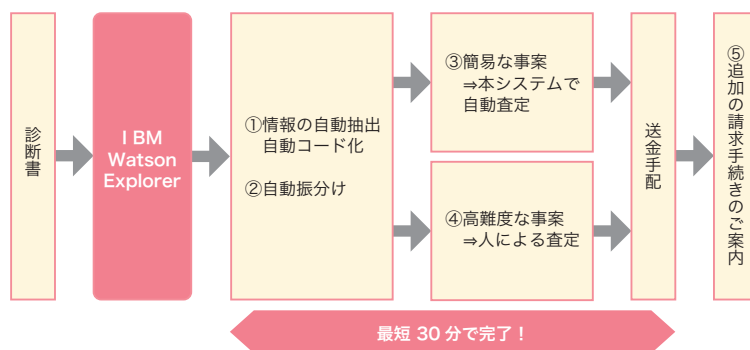 診断書
I BM
Watson
Explorer
①情報の自動抽出
自動コード化
②自動振分け
③簡易な事案
⇒本システムで
自動査定
④高難度な事案
⇒人による査定
送金手配
⑤追加の請求手続きのご案内
最短 30 分で完了！